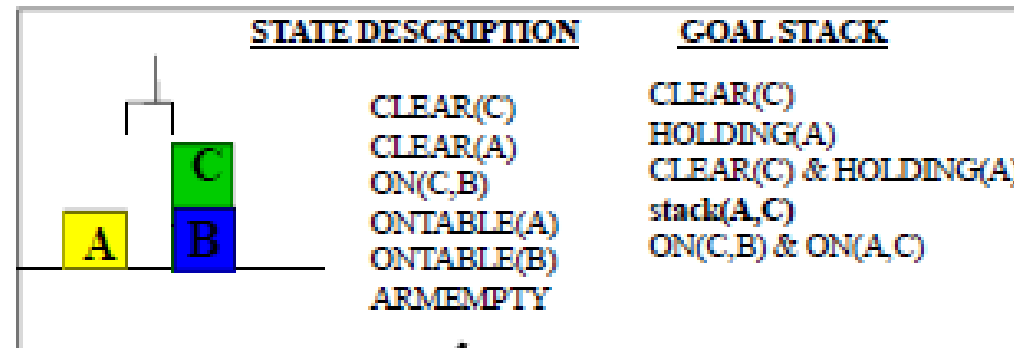 STATE DESCRIPTION
CLEAR(C)
CLEAR(A)
ON(C,B)
ONTABLE(A)
ONTABLE(B)
ARMEMPTY
GOAL STACK
CLEAR(C)
HOLDING(A)
CLEAR(C) & HOLDING(A)
stack(A,C)
ON(C,B) & ON(A,C)
C
A B